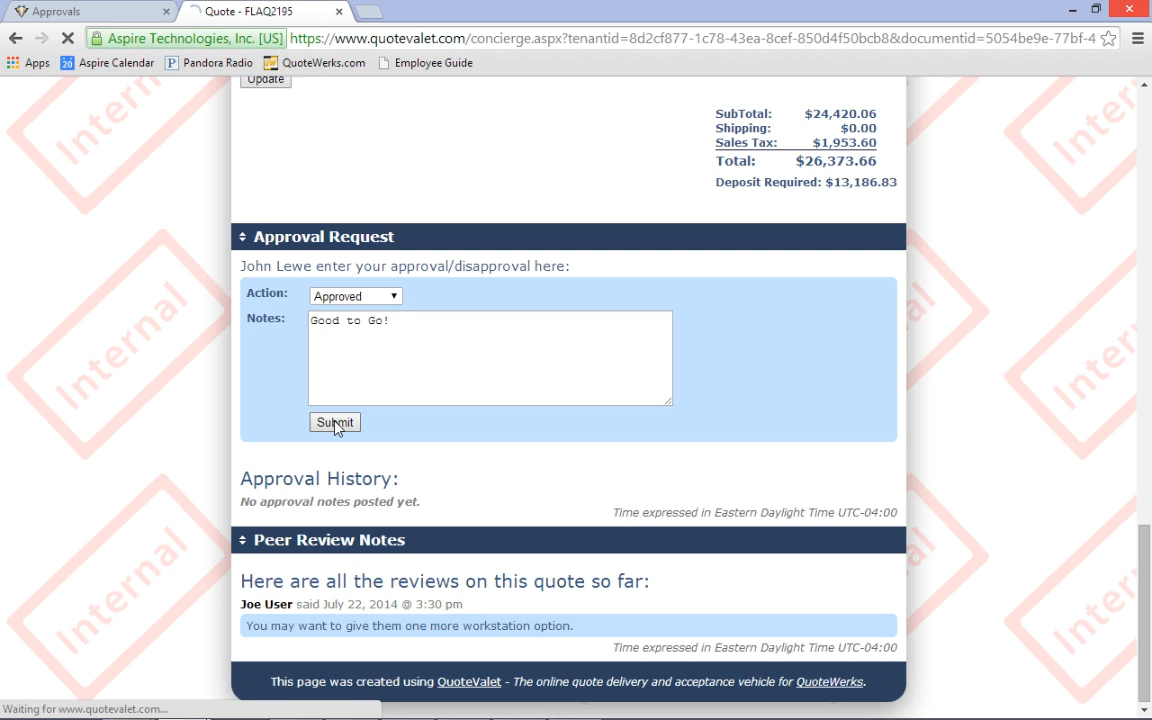 Approvals
Quote - FLAQ2195
Aspire Technologies, Inc. [US] https://www.quotevalet.com/concierge.aspx?tenantid=8d2cf877-1c78-43ea-8cef-850d4f50bcb8&documentid=5054be9e-77bf-4
Apps Aspire Calendar Pandora Radio QuoteWerks.com Employee Guide
Update
SubTotal: $24,420.06
Shipping: $0.00
Sales Tax: $1,953.60
Total: $26,373.66
Deposit Required: $13,186.83
Approval Request
John Lewe enter your approval/disapproval here:
Action: Approved
Notes: Good to Go!
Submit
Approval History:
No approval notes posted yet.
Time expressed in Eastern Daylight Time UTC-04:00
Peer Review Notes
Here are all the reviews on this quote so far:
Joe User said July 22, 2014 @ 3:30 pm
You may want to give them one more workstation option.
Time expressed in Eastern Daylight Time UTC-04:00
This page was created using QuoteValet - The online quote delivery and acceptance vehicle for QuoteWerks.
Waiting for www.quotevalet.com...
Internal
Internal
Internal
Internal
Internal
Internal